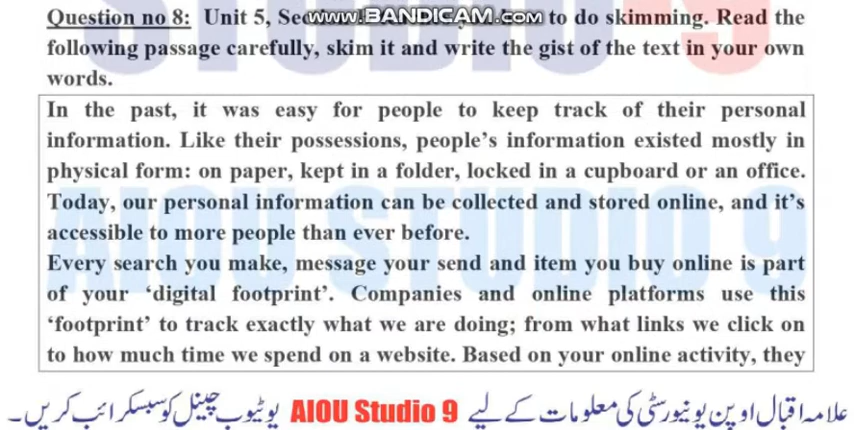 Question no 8: Unit 5, Sec to do skimming. Read the
www.BANDICAM.com
following passage carefully, skim it and write the gist of the text in your own
words.
In the past, it was easy for people to keep track of their personal
information. Like their possessions, people's information existed mostly in
physical form: on paper, kept in a folder, locked in a cupboard or an office.
Today, our personal information can be collected and stored online, and it's
accessible to more people than ever before.
Every search you make, message your send and item you buy online is part
of your 'digital footprint'. Companies and online platforms use this
'footprint' to track exactly what we are doing; from what links we click on
to how much time we spend on a website. Based on your online activity, they
علامہ اقبال اوپن یونیورسٹی کی معلومات کے لیے AIOU Studio 9 یوٹیوب چینل کو سبسکرائب کریں۔
AIOU STUDIO 9